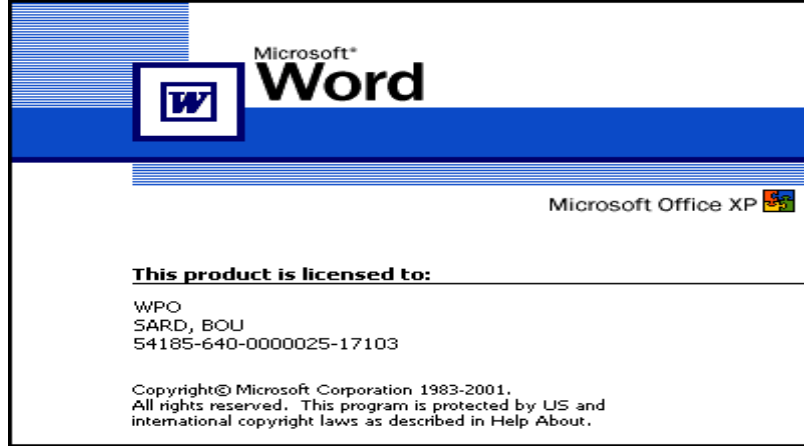 Microsoft®
Word
Microsoft Office XP
This product is licensed to:
WPO
SARD, BOU
54185-640-0000025-17103
Copyright© Microsoft Corporation 1983-2001.
All rights reserved. This program is protected by US and
international copyright laws as described in Help About.